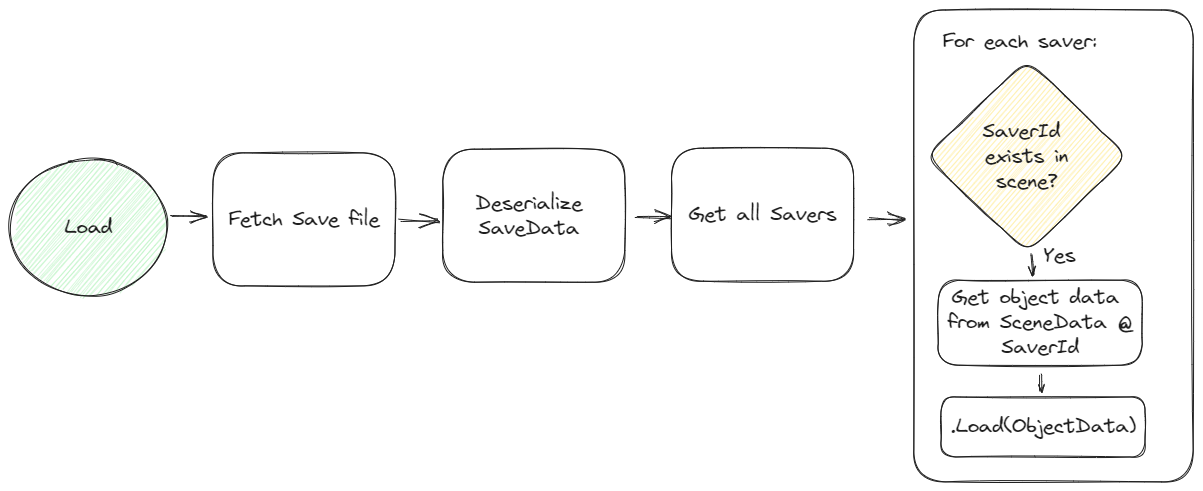 Load
Fetch Save file
Deserialize
SaveData
Get all Savers
For each saver:
SaverId
exists in
scene?
Yes
Get object data
from SceneData @
SaverId
.Load(ObjectData)